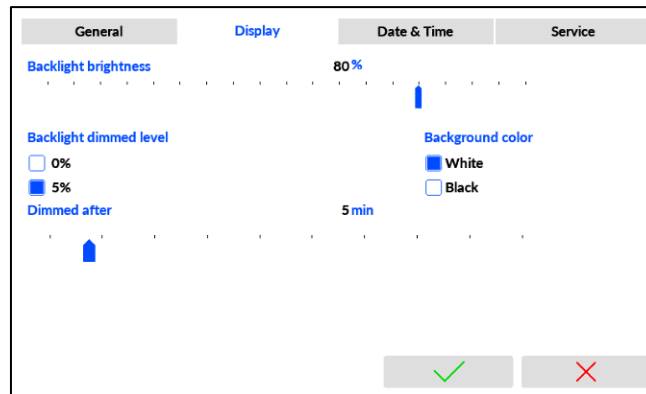 General Display Date & Time Service
Backlight brightness 80 %
Backlight dimmed level Background color
0% White
5% Black
Dimmed after 5 min